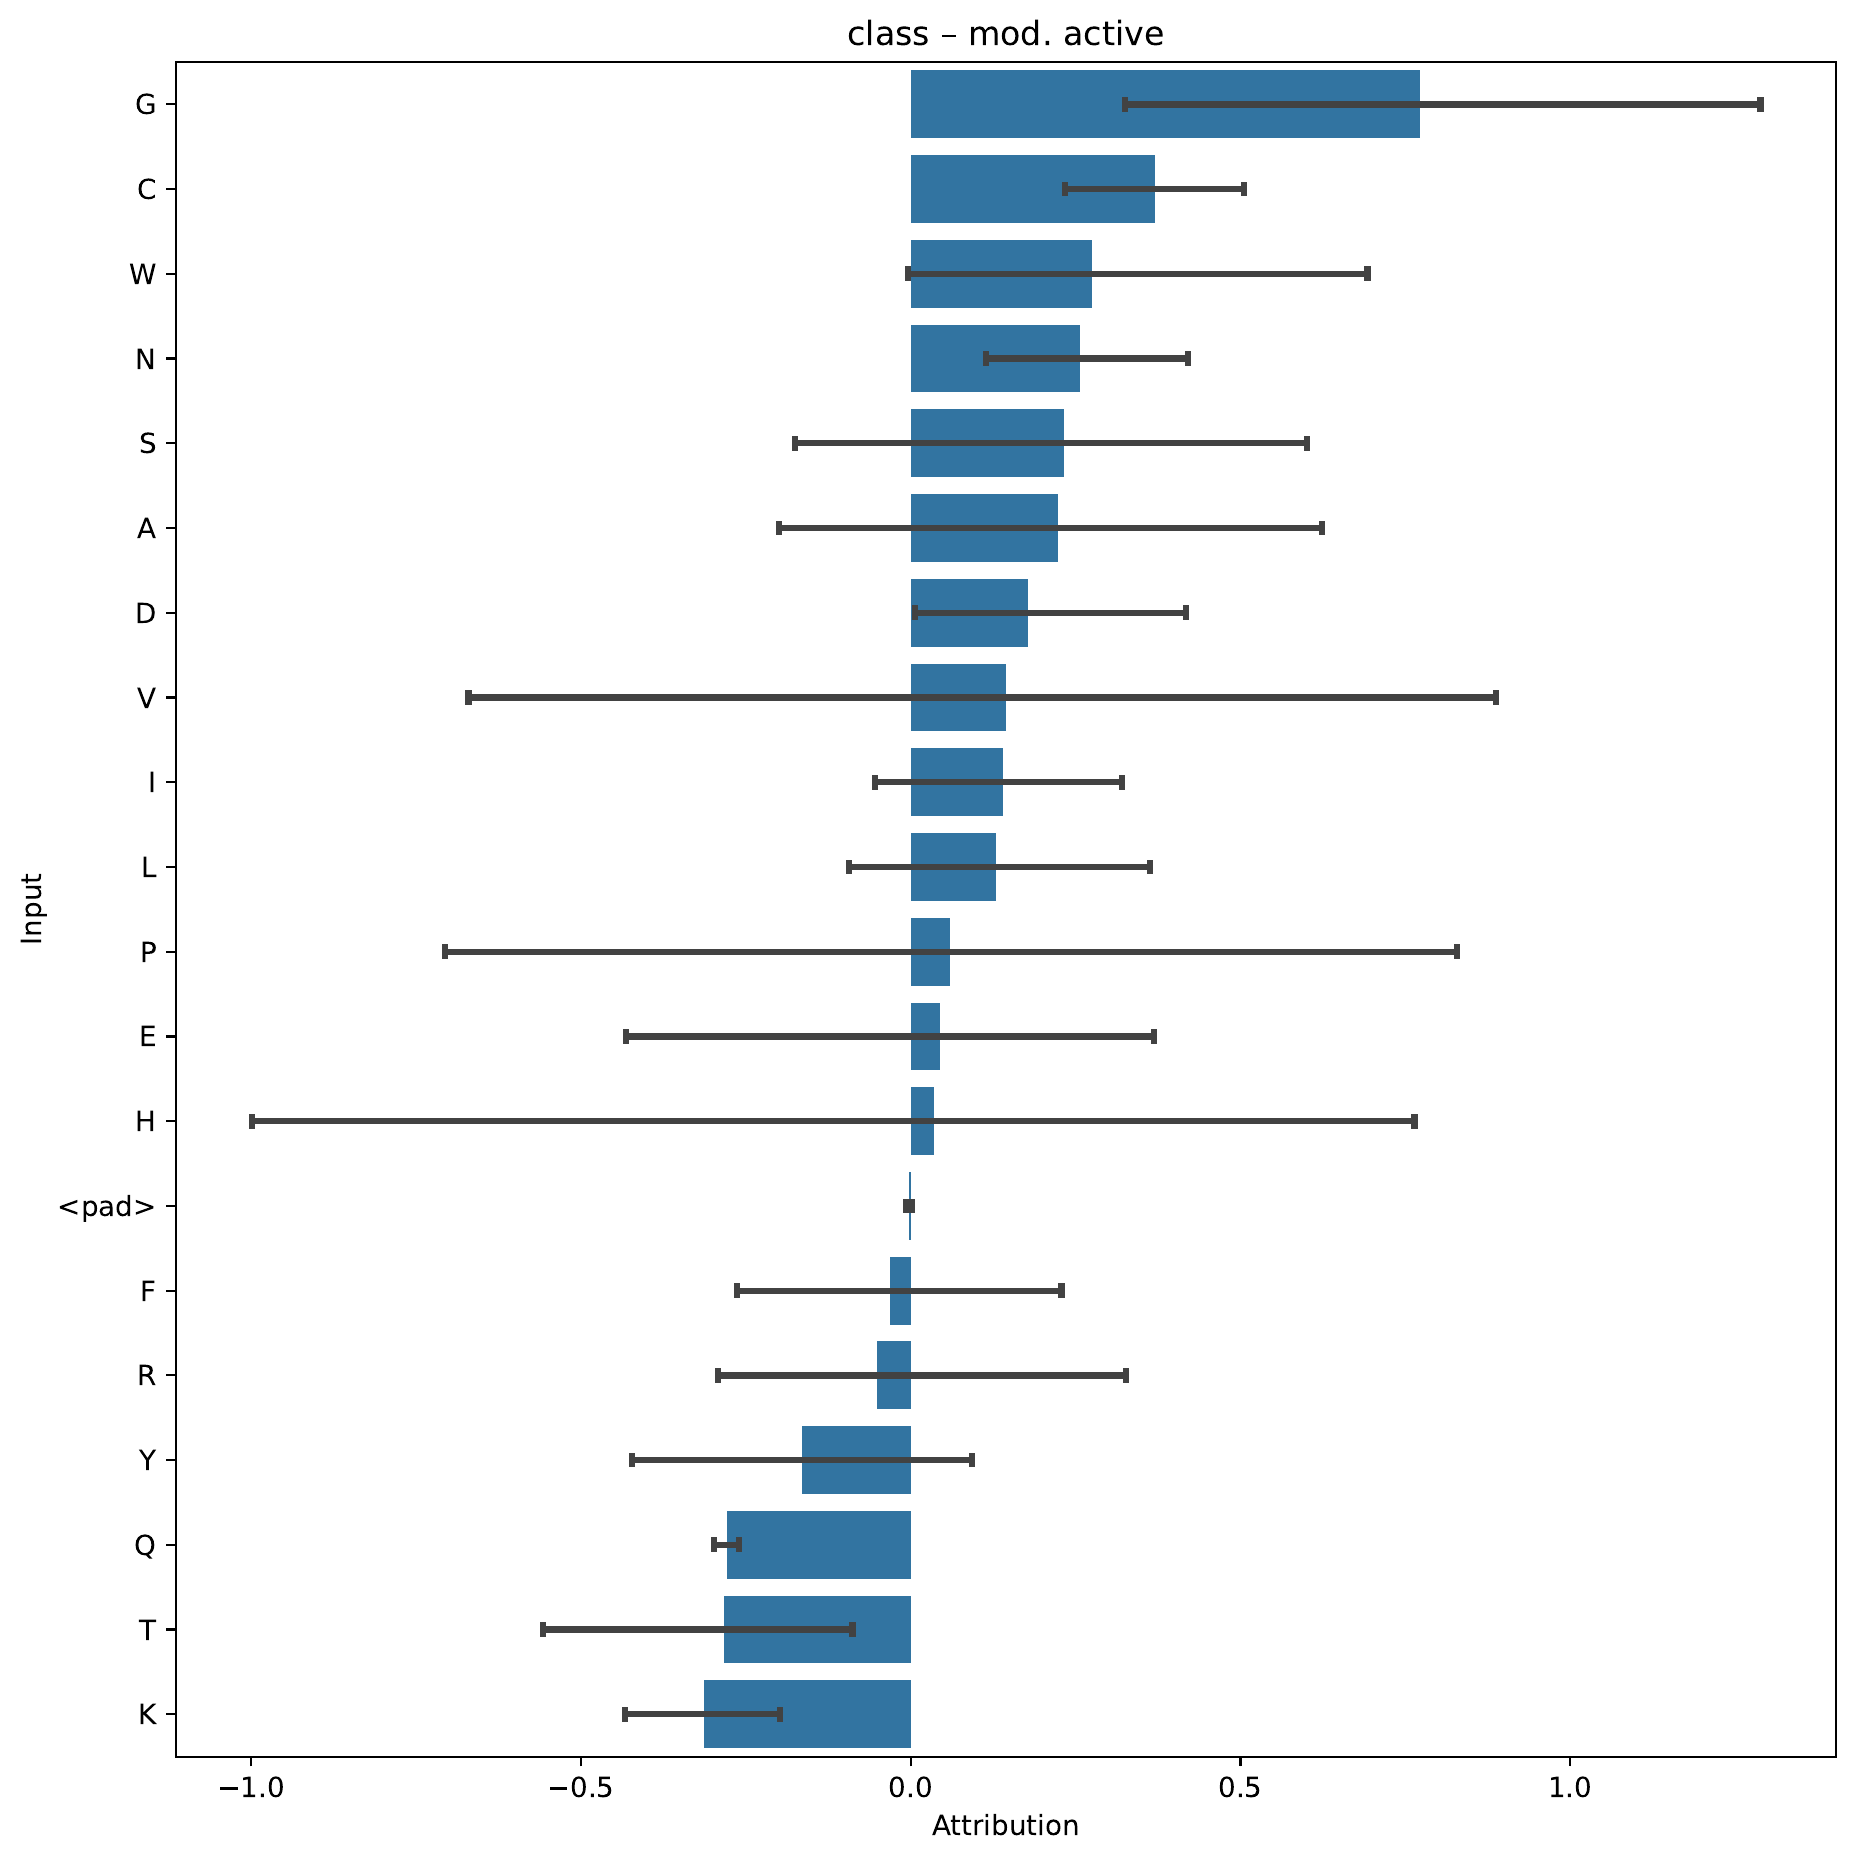 class – mod. active
G
C
W
N
S
A
D
V
I
L
P
E
H
<pad>
F
R
Y
Q
T
K
Input
−1.0 −0.5 0.0 0.5 1.0
Attribution